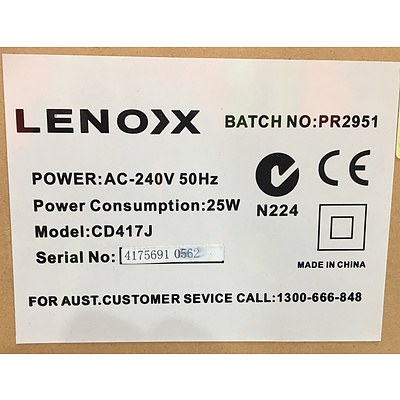 LENOXX BATCH NO:PR2951
POWER:AC-240V 50Hz
Power Consumption:25W
N224
Model:CD417J
Serial No: 4175691 0562
MADE IN CHINA
FOR AUST.CUSTOMER SEVICE CALL:1300-666-848